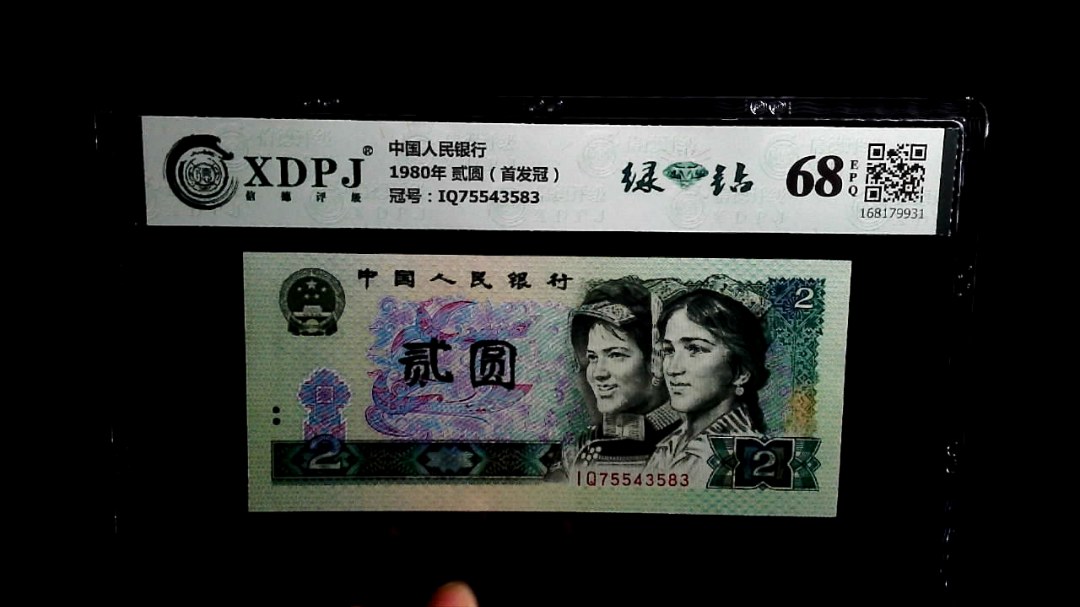 XDPJ®
信德评级
中国人民银行
1980年 贰圆（首发冠）
冠号：IQ75543583
绿 钻
68 EPQ
168179931
中国人民银行
2
贰圆
2
IQ75543583
2